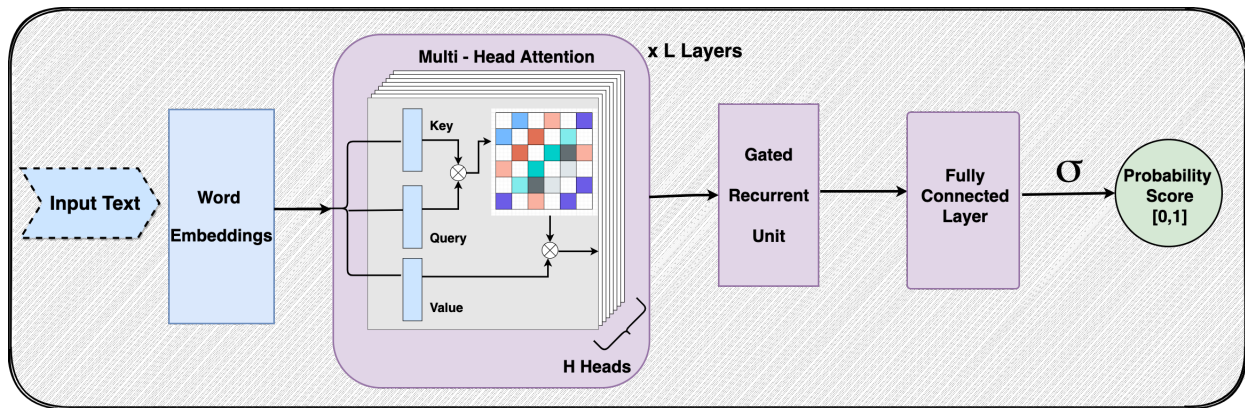 Input Text
Word
Embeddings
Multi - Head Attention
x L Layers
Key
Query
Value
H Heads
Gated
Recurrent
Unit
Fully
Connected
Layer
σ
Probability
Score
[0,1]